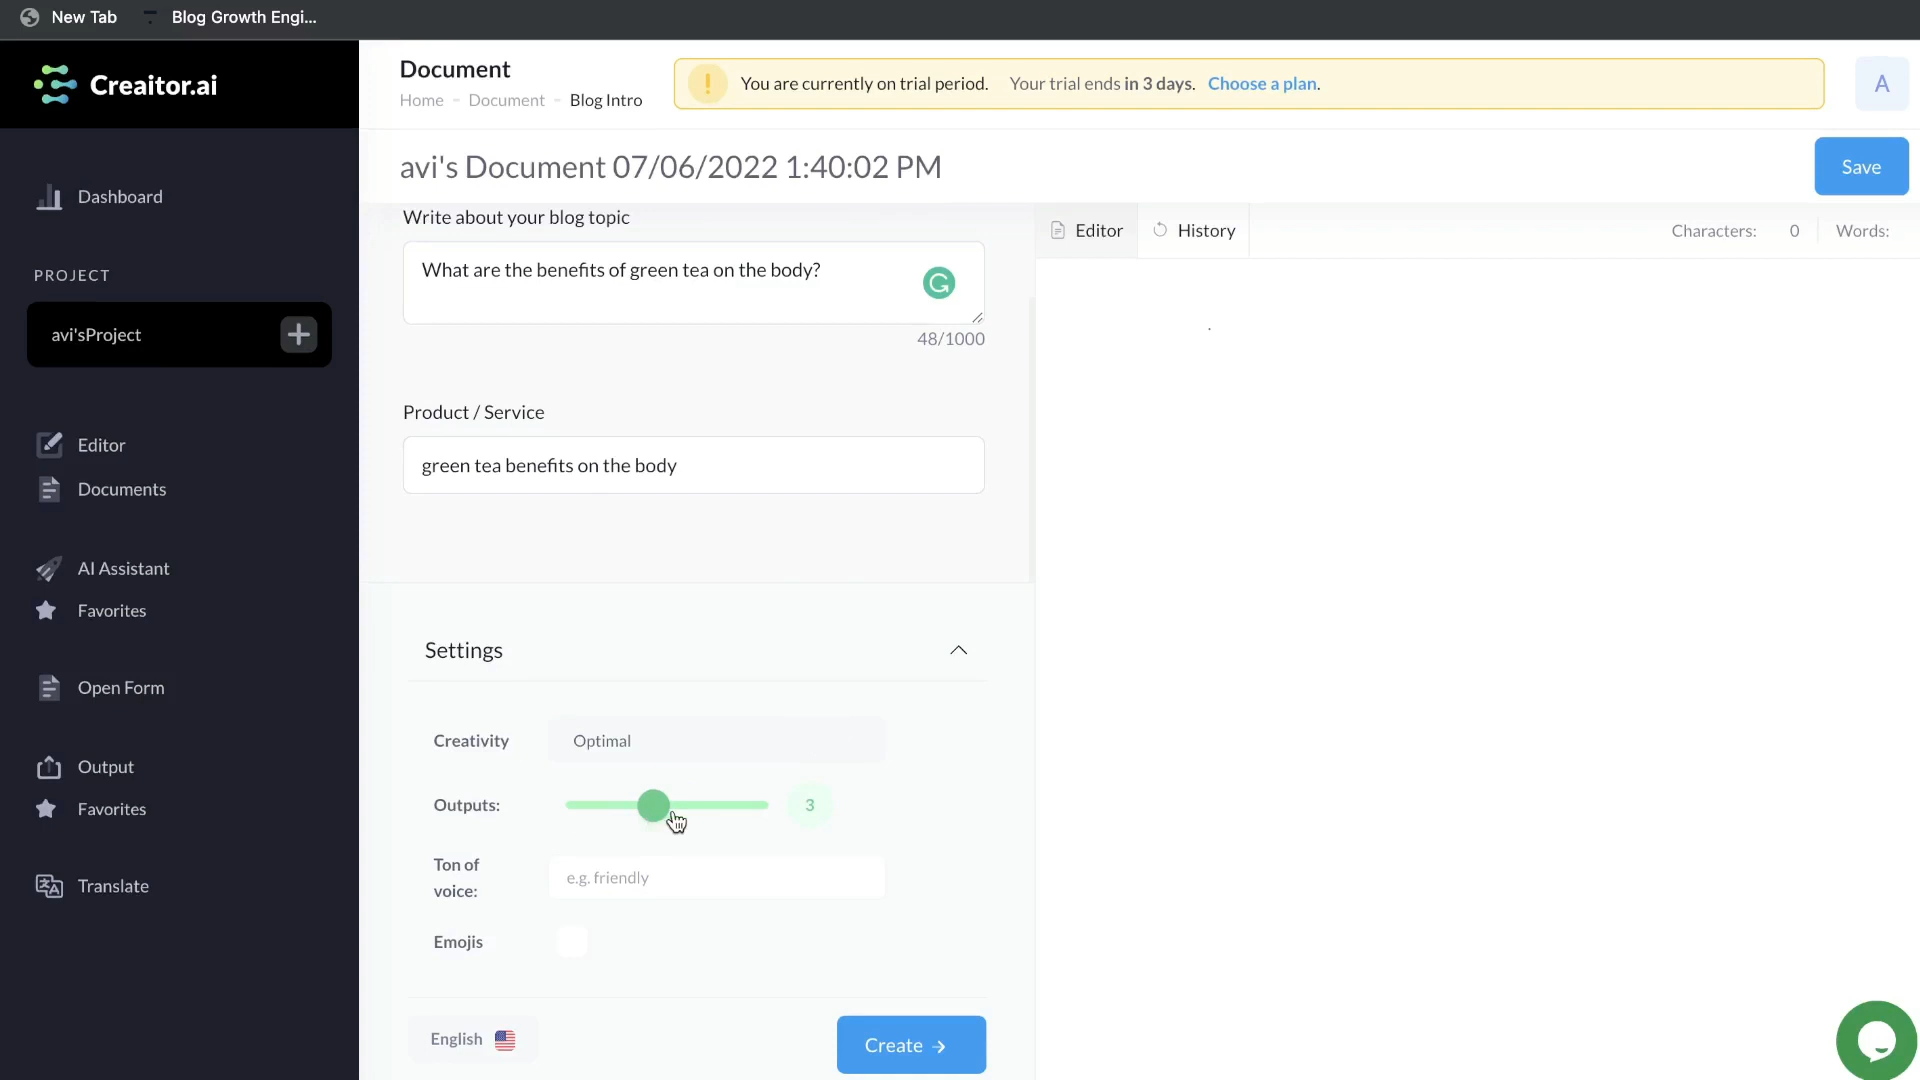 New Tab
Blog Growth Engi...
Creaitor.ai
Document
Home - Document - Blog Intro
You are currently on trial period. Your trial ends in 3 days. Choose a plan.
A
avi's Document 07/06/2022 1:40:02 PM
Save
Dashboard
PROJECT
avi'sProject
Editor
Documents
AI Assistant
Favorites
Open Form
Output
Favorites
Translate
Write about your blog topic
What are the benefits of green tea on the body?
48/1000
Product / Service
green tea benefits on the body
Settings
Creativity Optimal
Outputs: 3
Ton of
voice:
e.g. friendly
Emojis
English
Create →
Editor
History
Characters: 0
Words: